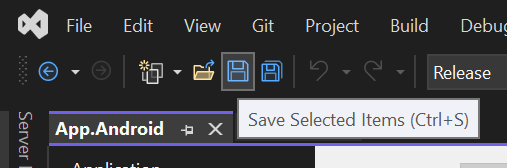 File Edit View Git Project Build Debug
Release
Save Selected Items (Ctrl+S)
App.Android
Server
Application